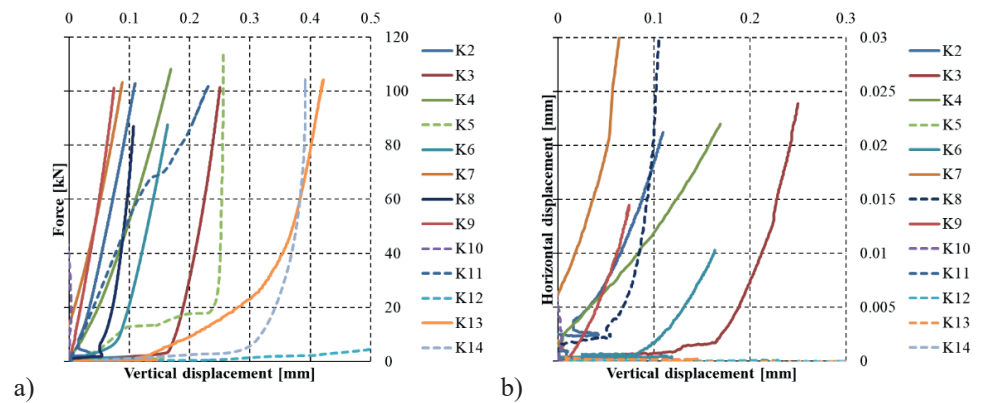 a)
0 0.1 0.2 0.3 0.4 0.5
120
100
80
60
40
20
0
Force [kN]
Vertical displacement [mm]
K2
K3
K4
K5
K6
K7
K8
K9
K10
K11
K12
K13
K14
b)
0 0.1 0.2 0.3
0.03
0.025
0.02
0.015
0.01
0.005
0
Horizontal displacement [mm]
Vertical displacement [mm]
K2
K3
K4
K5
K6
K7
K8
K9
K10
K11
K12
K13
K14